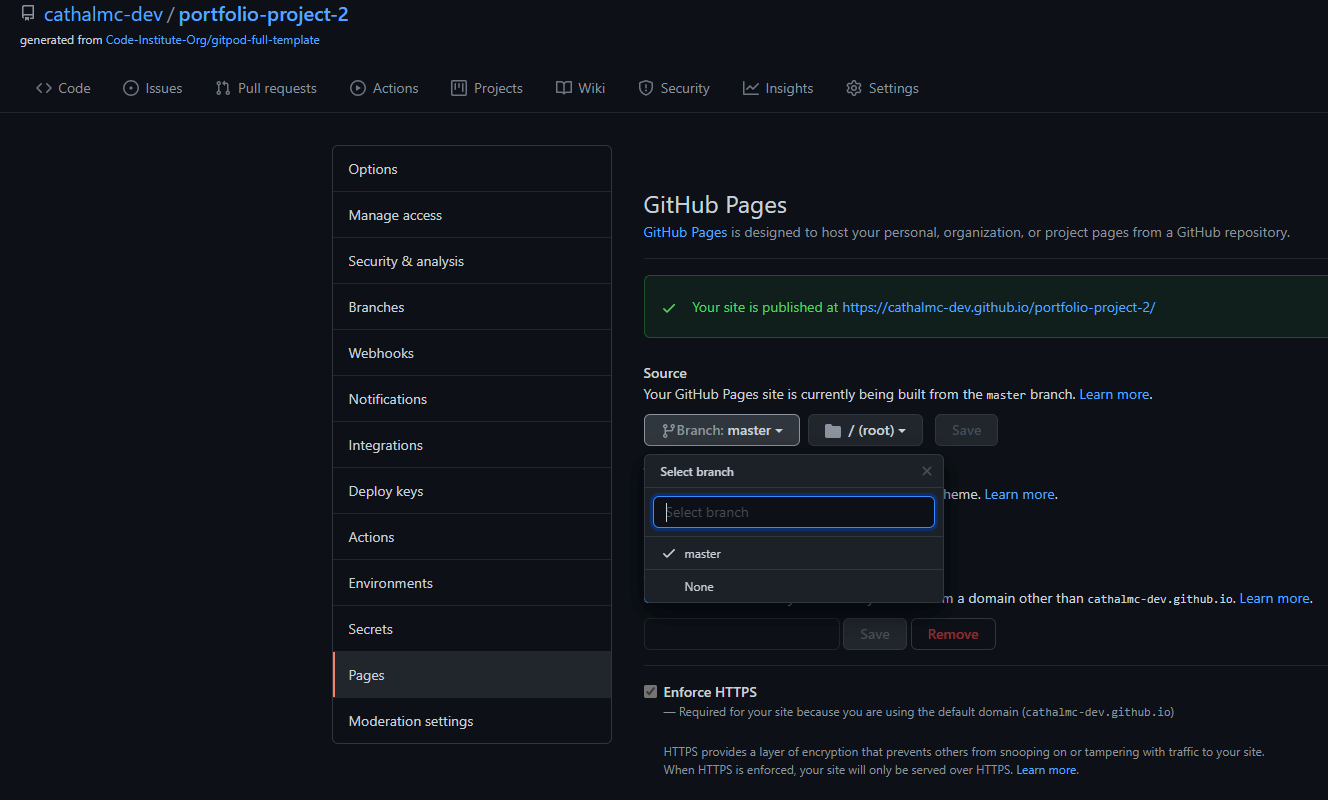 cathalmc-dev / portfolio-project-2
generated from Code-Institute-Org/gitpod-full-template
Code Issues Pull requests Actions Projects Wiki Security Insights Settings
Options
Manage access
Security & analysis
Branches
Webhooks
Notifications
Integrations
Deploy keys
Actions
Environments
Secrets
Pages
Moderation settings
GitHub Pages
GitHub Pages is designed to host your personal, organization, or project pages from a GitHub repository.
Your site is published at https://cathalmc-dev.github.io/portfolio-project-2/
Source
Your GitHub Pages site is currently being built from the master branch. Learn more.
Branch: master / (root) Save
Select branch
Select branch
master
None
heme. Learn more.
m a domain other than cathalmc-dev.github.io. Learn more.
Save Remove
Enforce HTTPS
— Required for your site because you are using the default domain (cathalmc-dev.github.io)
HTTPS provides a layer of encryption that prevents others from snooping on or tampering with traffic to your site.
When HTTPS is enforced, your site will only be served over HTTPS. Learn more.